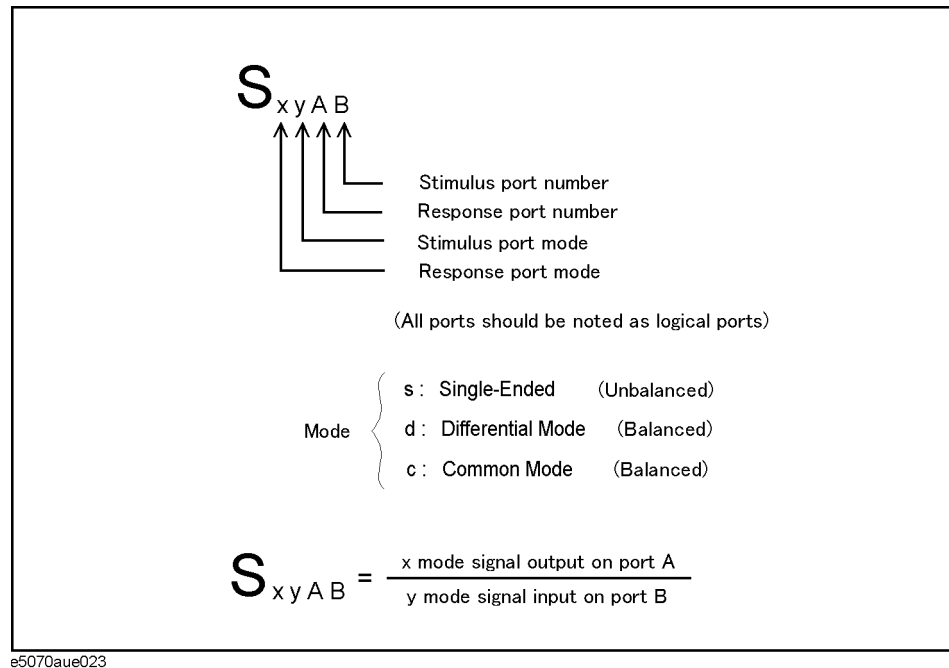 S x y A B
Stimulus port number
Response port number
Stimulus port mode
Response port mode
(All ports should be noted as logical ports)
Mode
s : Single-Ended (Unbalanced)
d : Differential Mode (Balanced)
c : Common Mode (Balanced)
S x y A B = x mode signal output on port A
y mode signal input on port B
e5070aue023